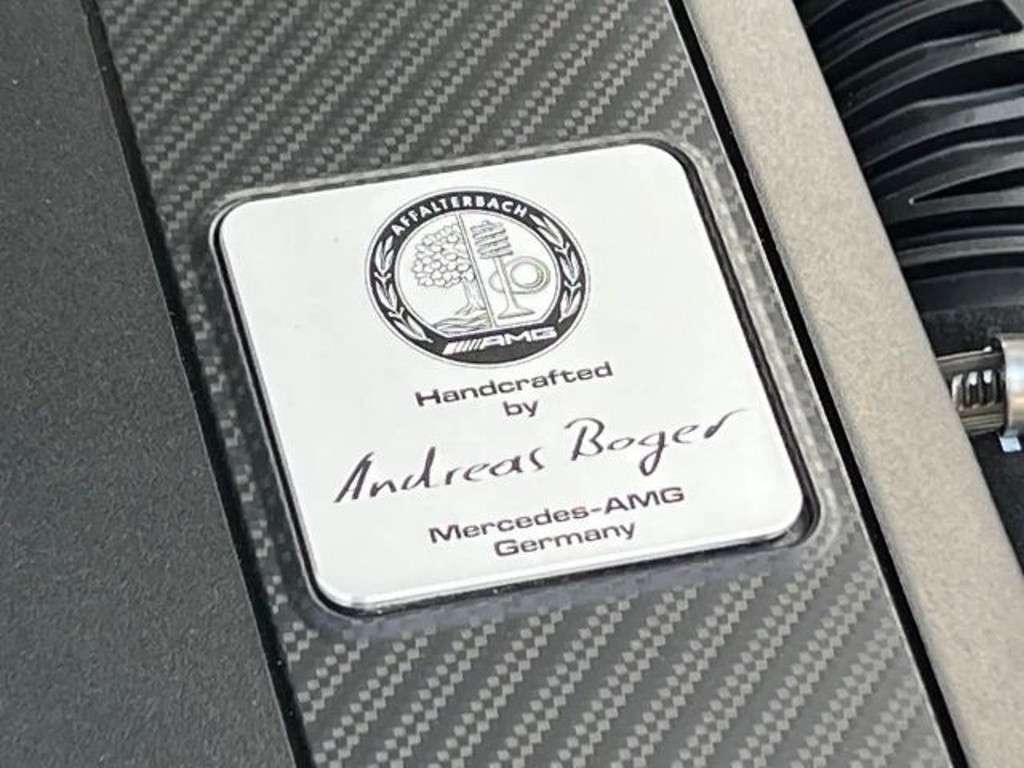 AFFALTERBACH
AMG
Handcrafted
by
Andreas Boger
Mercedes-AMG
Germany